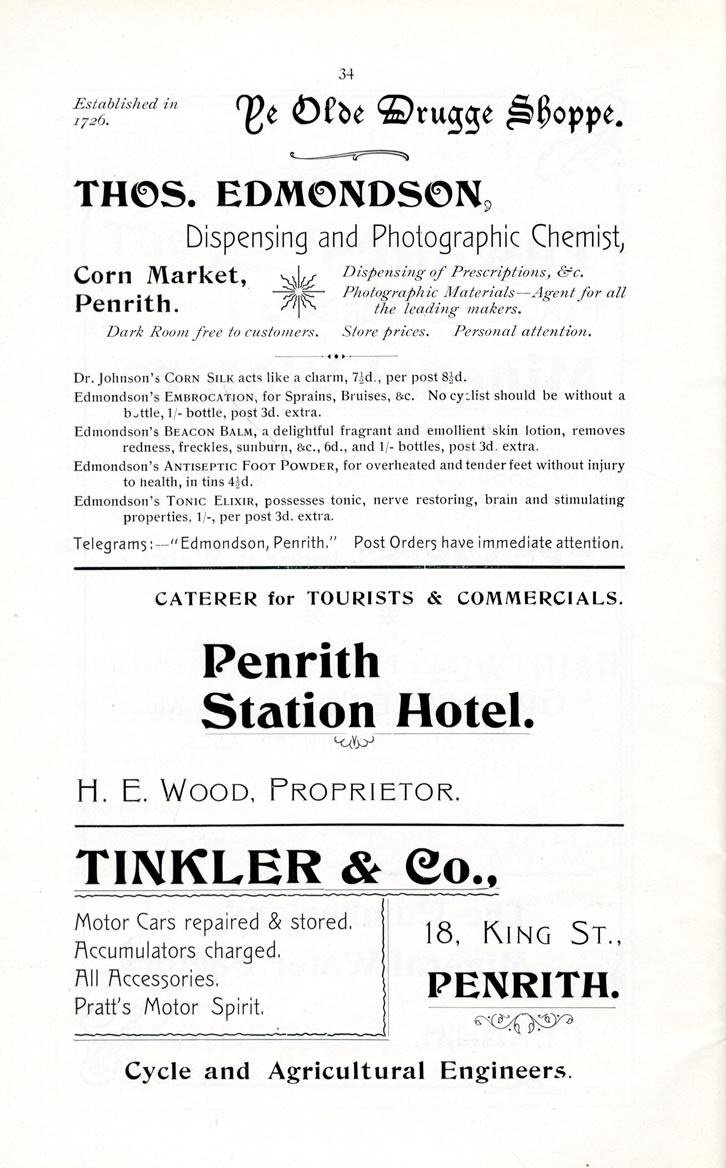 34
Established in
1726.
Ye Olde Drugge Shoppe.
THOS. EDMONDSON,
Dispensing and Photographic Chemist,
Corn Market,
Penrith.
Dispensing of Prescriptions, &c.
Photographic Materials—Agent for all
the leading makers.
Dark Room free to customers. Store prices. Personal attention.
Dr. Johnson's CORN SILK acts like a charm, 7½d., per post 8½d.
Edmondson's EMBROCATION, for Sprains, Bruises, &c. No cyclist should be without a
bottle, 1/- bottle, post 3d. extra.
Edmondson's BEACON BALM, a delightful fragrant and emollient skin lotion, removes
redness, freckles, sunburn, &c., 6d., and 1/- bottles, post 3d. extra.
Edmondson's ANTISEPTIC FOOT POWDER, for overheated and tender feet without injury
to health, in tins 4½d.
Edmondson's TONIC ELIXIR, possesses tonic, nerve restoring, brain and stimulating
properties, 1/-, per post 3d. extra.
Telegrams:—"Edmondson, Penrith." Post Orders have immediate attention.
CATERER for TOURISTS & COMMERCIALS.
Penrith
Station Hotel.
H. E. WOOD, PROPRIETOR.
TINKLER & Co.,
Motor Cars repaired & stored.
Accumulators charged.
All Accessories.
Pratt's Motor Spirit.
18, KING ST.,
PENRITH.
Cycle and Agricultural Engineers.